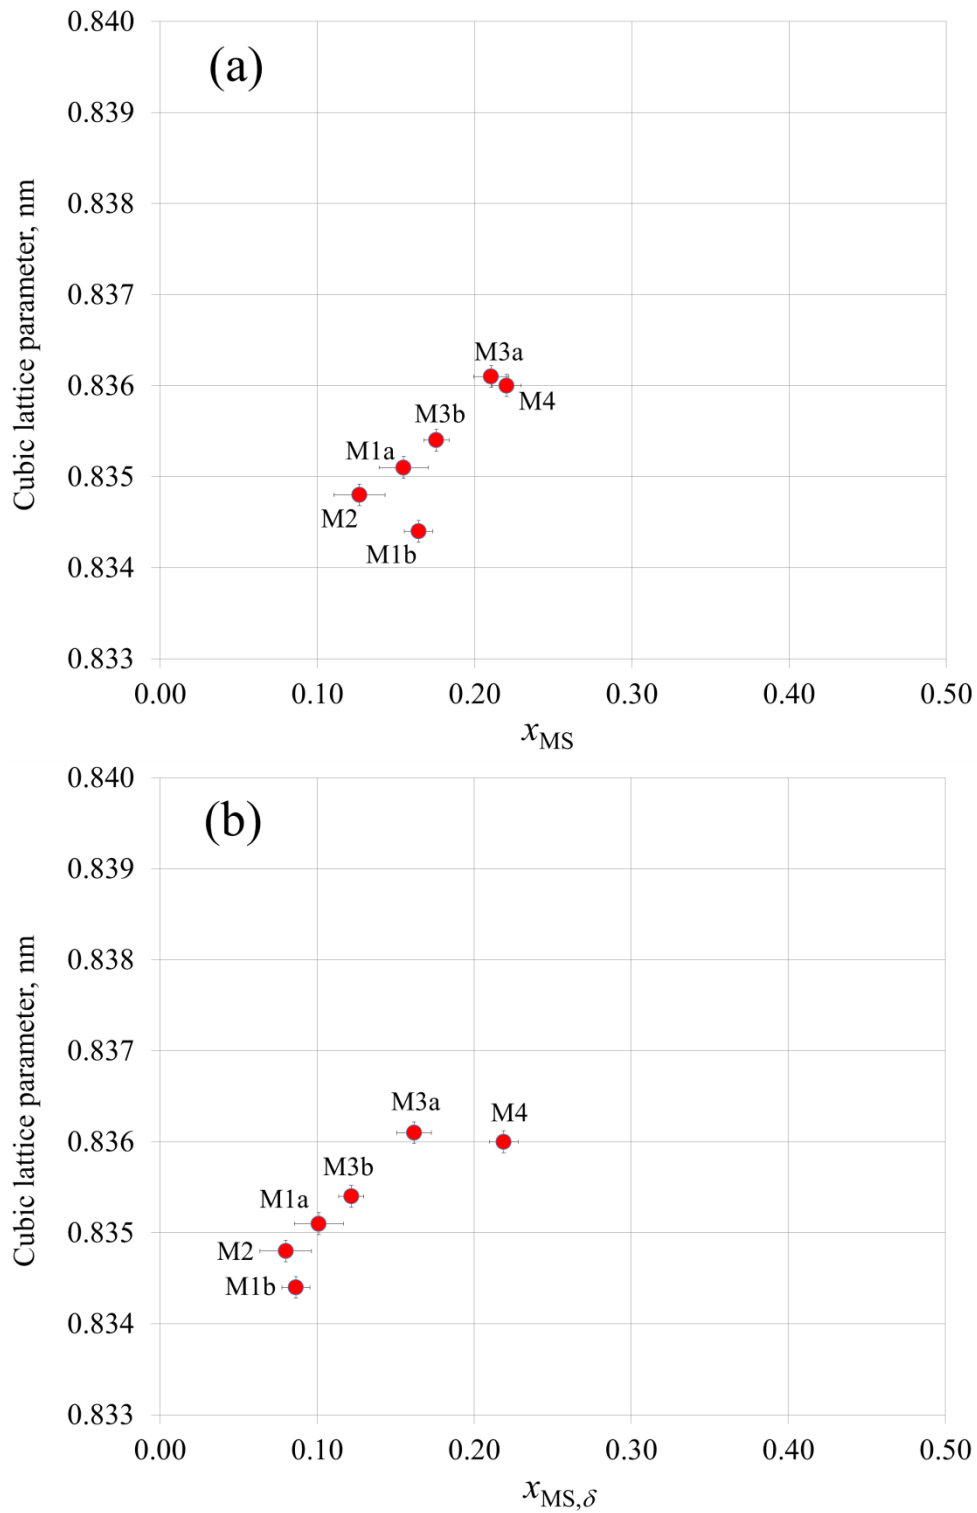 (a)
Cubic lattice parameter, nm
0.840
0.839
0.838
0.837
0.836
0.835
0.834
0.833
M3a
M4
M3b
M1a
M2
M1b
0.00 0.10 0.20 0.30 0.40 0.50
xMS
(b)
Cubic lattice parameter, nm
0.840
0.839
0.838
0.837
0.836
0.835
0.834
0.833
M3a
M4
M3b
M1a
M2
M1b
0.00 0.10 0.20 0.30 0.40 0.50
xMS,δ